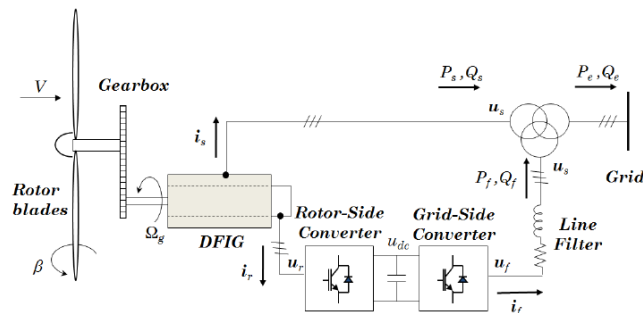 P_s, Q_s
P_e, Q_e
V
Gearbox
u_s
i_s
u_s
P_f, Q_f
Grid
Rotor
blades
Ω_g
DFIG
Rotor-Side
Converter
u_dc
Grid-Side
Converter
Line
Filter
β
i_r
u_r
u_f
i_f